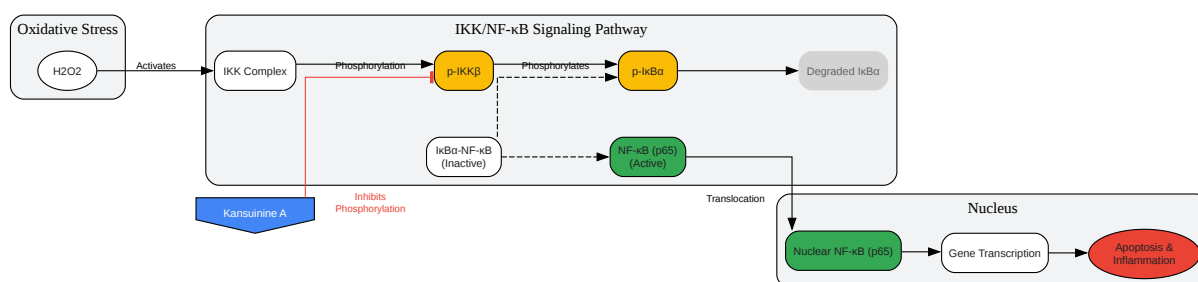 Oxidative Stress
IKK/NF-κB Signaling Pathway
H2O2
Activates
IKK Complex
Phosphorylation
p-IKKβ
Phosphorylates
p-IκBα
Degraded IκBα
IκBα-NF-κB
(Inactive)
NF-κB (p65)
(Active)
Kansuinine A
Inhibits
Phosphorylation
Translocation
Nucleus
Nuclear NF-κB (p65)
Gene Transcription
Apoptosis &
Inflammation